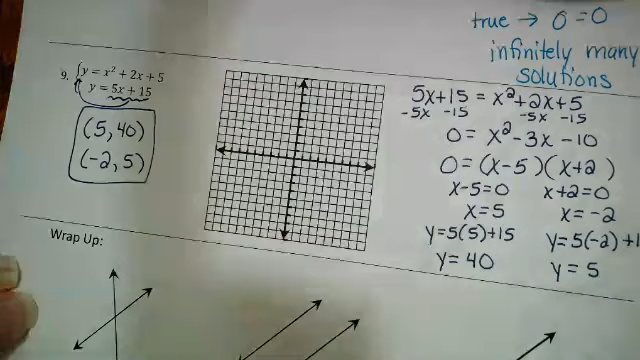 true → 0 = 0
infinitely many
solutions
9. { y = x² + 2x + 5
y = 5x + 15
(5, 40)
(-2, 5)
5x+15 = x²+2x+5
-5x -15 -5x -15
0 = x² -3x -10
0 = (x-5)(x+2)
x-5=0 x+2=0
x=5 x= -2
y=5(5)+15 y=5(-2)+1
y= 40 y= 5
Wrap Up: